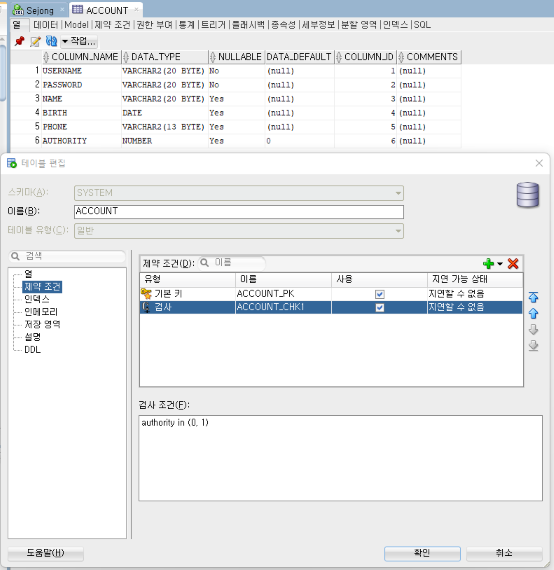 Sejong ACCOUNT
열 데이터 Model 제약 조건 권한 부여 통계 트리거 플래시백 종속성 세부정보 분할 영역 인덱스 SQL
작업...
COLUMN_NAME DATA_TYPE NULLABLE DATA_DEFAULT COLUMN_ID COMMENTS
1 USERNAME VARCHAR2(20 BYTE) No (null) 1 (null)
2 PASSWORD VARCHAR2(20 BYTE) No (null) 2 (null)
3 NAME VARCHAR2(20 BYTE) Yes (null) 3 (null)
4 BIRTH DATE Yes (null) 4 (null)
5 PHONE VARCHAR2(13 BYTE) Yes (null) 5 (null)
6 AUTHORITY NUMBER Yes 0 6 (null)
테이블 편집
스키마(A): SYSTEM
이름(B): ACCOUNT
테이블 유형(C): 일반
검색
열
제약 조건
인덱스
인메모리
저장 영역
설명
DDL
제약 조건(D): 이름
유형 이름 사용 지연 가능 상태
기본 키 ACCOUNT_PK 지연할 수 없음
검사 ACCOUNT_CHK1 지연할 수 없음
검사 조건(F):
authority in (0, 1)
도움말(H) 확인 취소